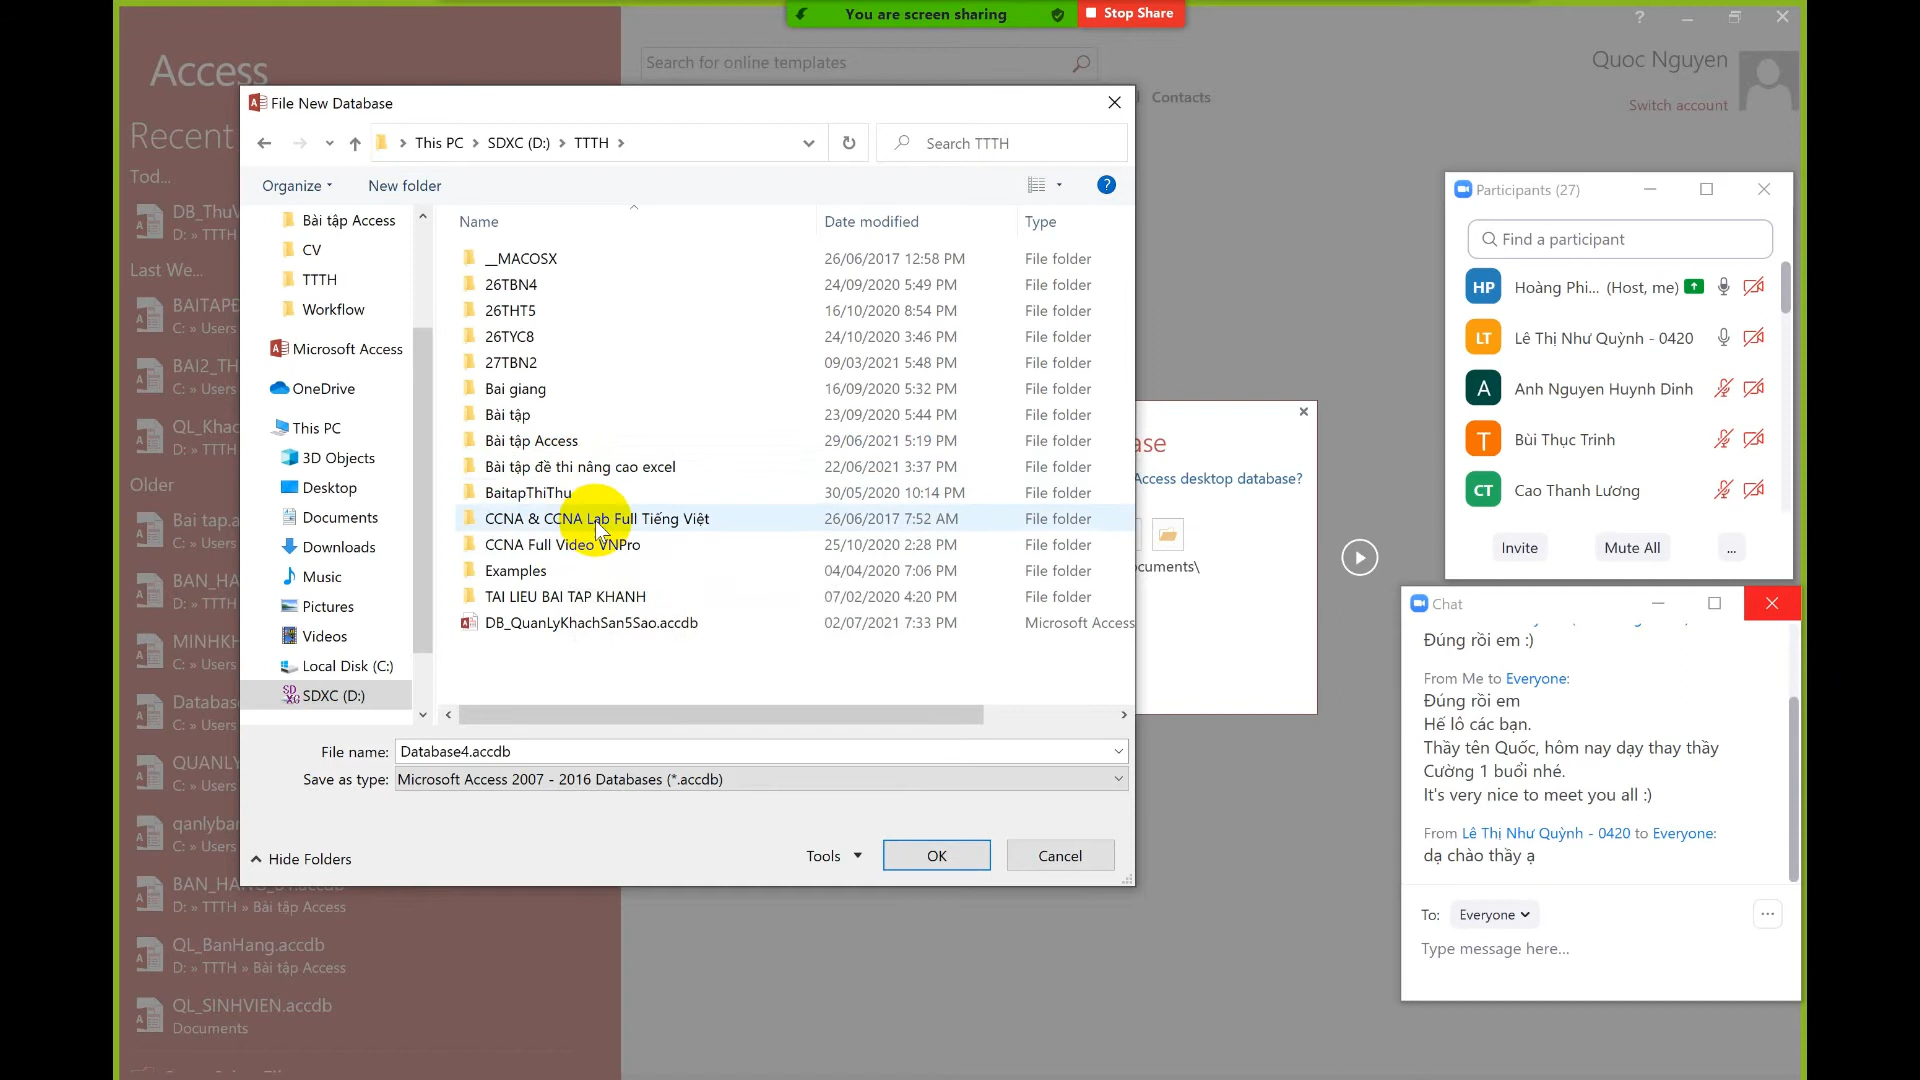 You are screen sharing
Stop Share
Access
Search for online templates
Quoc Nguyen
Switch account
Contacts
Recent
Tod...
DB_ThuV
D: » TTTH
Last We...
BAITAPĐ
C: » Users
BAI2_TH
C: » Users
QL_Khac
D: » TTTH
Older
Bai tap.a
C: » Users
BAN_HA
D: » TTTH
MINHKH
C: » Users
Databas
D: » Users
QUANLY
C: » Users
qanlybar
C: » Users
D: » TTTH » Bài tập Access
QL_BanHang.accdb
D: » TTTH » Bài tập Access
QL_SINHVIEN.accdb
Documents
File New Database
This PC > SDXC (D:) > TTTH >
Search TTTH
Organize
New folder
?
Bài tập Access
CV
TTTH
Workflow
Microsoft Access
OneDrive
This PC
3D Objects
Desktop
Documents
Downloads
Music
Pictures
Videos
Local Disk (C:)
SDXC (D:)
Name Date modified Type
__MACOSX 26/06/2017 12:58 PM File folder
26TBN4 24/09/2020 5:49 PM File folder
26THT5 16/10/2020 8:54 PM File folder
26TYC8 24/10/2020 3:46 PM File folder
27TBN2 09/03/2021 5:48 PM File folder
Bai giang 16/09/2020 5:32 PM File folder
Bài tập 23/09/2020 5:44 PM File folder
Bài tập Access 29/06/2021 5:19 PM File folder
Bài tập đề thi nâng cao excel 22/06/2021 3:37 PM File folder
BaitapThiThu 30/05/2020 10:14 PM File folder
CCNA & CCNA Lab Full Tiếng Việt 26/06/2017 7:52 AM File folder
CCNA Full Video VNPro 25/10/2020 2:28 PM File folder
Examples 04/04/2020 7:06 PM File folder
TAI LIEU BAI TAP KHANH 07/02/2020 4:20 PM File folder
DB_QuanLyKhachSan5Sao.accdb 02/07/2021 7:33 PM Microsoft Access
File name: Database4.accdb
Save as type: Microsoft Access 2007 - 2016 Databases (*.accdb)
Hide Folders
Tools
OK
Cancel
ase
Access desktop database?
ocuments\
Participants (27)
Find a participant
HP Hoàng Phi... (Host, me)
LT Lê Thị Như Quỳnh - 0420
A Anh Nguyen Huynh Dinh
T Bùi Thục Trinh
CT Cao Thanh Lương
Invite
Mute All
...
Chat
Đúng rồi em :)
From Me to Everyone:
Đúng rồi em
Hế lô các bạn.
Thầy tên Quốc, hôm nay dạy thay thầy
Cường 1 buổi nhé.
It's very nice to meet you all :)
From Lê Thị Như Quỳnh - 0420 to Everyone:
dạ chào thầy ạ
To: Everyone
Type message here...